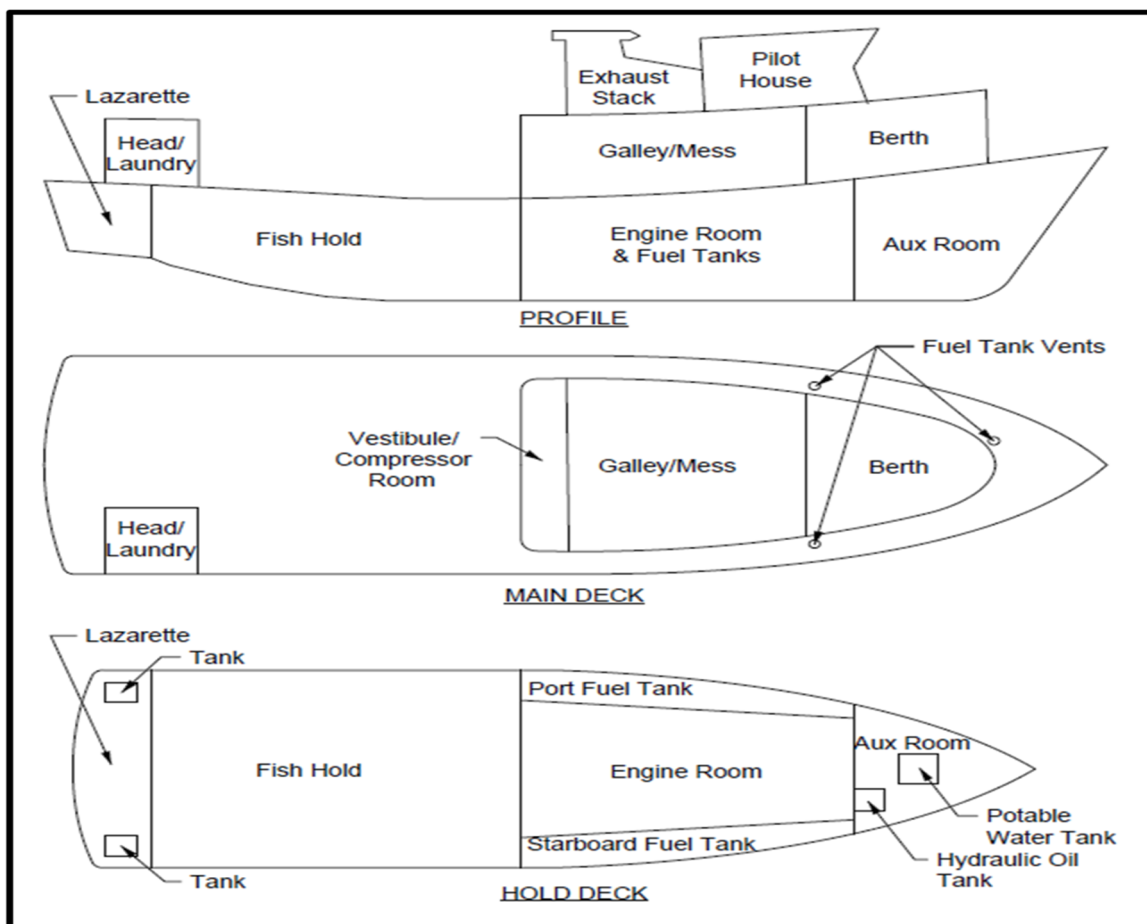 Lazarette
Head/
Laundry
Exhaust
Stack
Pilot
House
Galley/Mess
Berth
Fish Hold
Engine Room
& Fuel Tanks
Aux Room
PROFILE
Fuel Tank Vents
Vestibule/
Compressor
Room
Galley/Mess
Berth
Head/
Laundry
MAIN DECK
Lazarette
Tank
Port Fuel Tank
Fish Hold
Engine Room
Aux Room
Starboard Fuel Tank
Potable
Water Tank
Hydraulic Oil
Tank
Tank
HOLD DECK